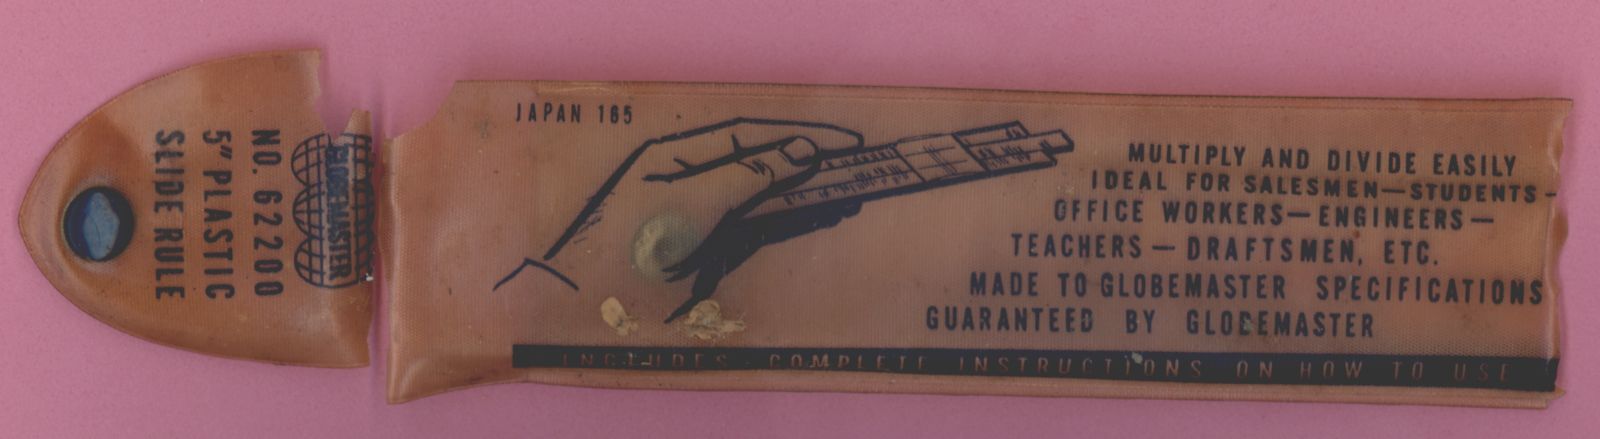 GLOBEMASTER
NO. 62200
5" PLASTIC
SLIDE RULE
JAPAN 165
MULTIPLY AND DIVIDE EASILY
IDEAL FOR SALESMEN—STUDENTS-
OFFICE WORKERS—ENGINEERS—
TEACHERS—DRAFTSMEN, ETC.
MADE TO GLOBEMASTER SPECIFICATIONS
GUARANTEED BY GLOBEMASTER
INCLUDES COMPLETE INSTRUCTIONS ON HOW TO USE